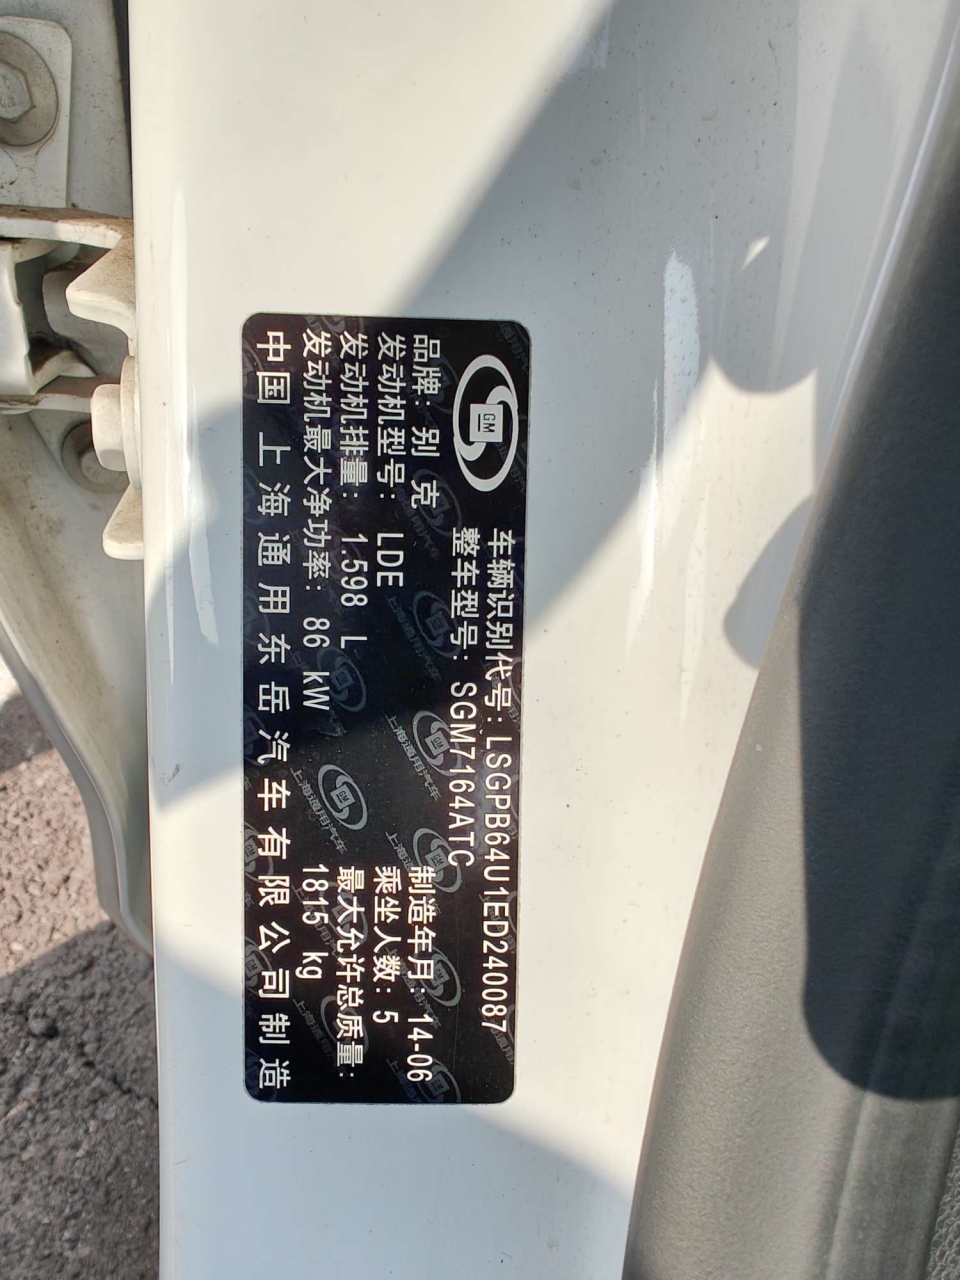 GM
车辆识别代号: LSGPB64U1ED240087
整车型号: SGM7164ATC
品牌: 别 克
制造年月: 14-06
发动机型号: LDE
乘坐人数: 5
发动机排量: 1.598 L
最大允许总质量:
发动机最大净功率: 86 kW
1815 kg
中国 上海通用东岳汽车有限公司制造